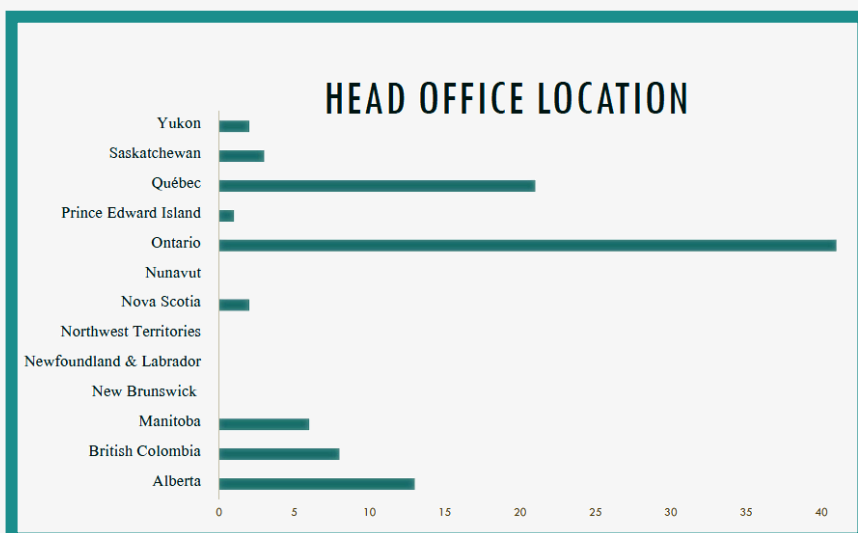 HEAD OFFICE LOCATION
Yukon
Saskatchewan
Québec
Prince Edward Island
Ontario
Nunavut
Nova Scotia
Northwest Territories
Newfoundland & Labrador
New Brunswick
Manitoba
British Colombia
Alberta
0 5 10 15 20 25 30 35 40